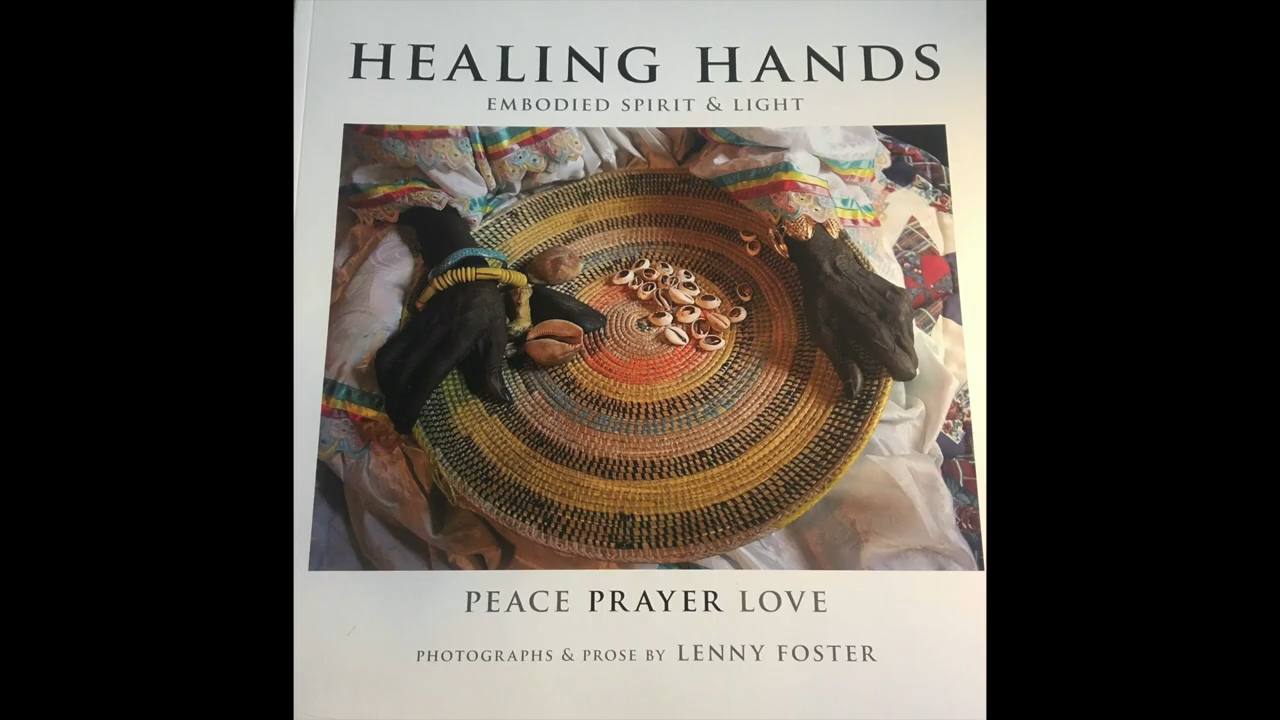 HEALING HANDS
EMBODIED SPIRIT & LIGHT
PEACE PRAYER LOVE
PHOTOGRAPHS & PROSE BY LENNY FOSTER